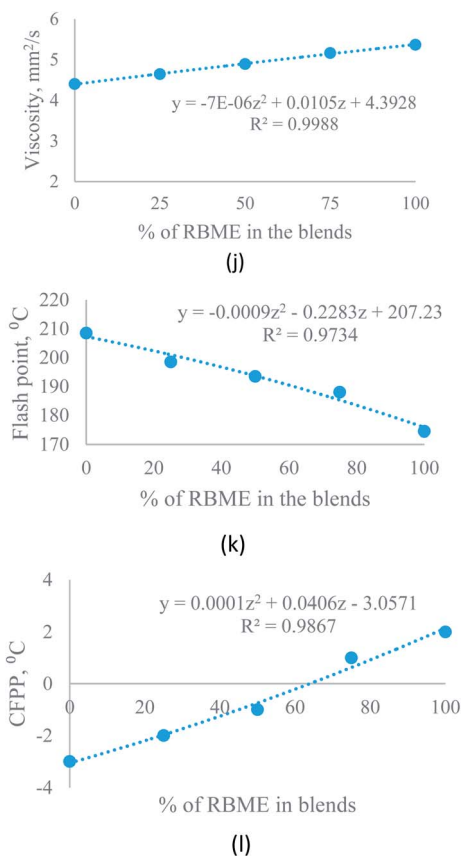 6
5
4
3
2
Viscosity, mm²/s
y = -7E-06z² + 0.0105z + 4.3928
R² = 0.9988
0 25 50 75 100
% of RBME in the blends
(j)
220
210
200
190
180
170
Flash point, ⁰C
y = -0.0009z² - 0.2283z + 207.23
R² = 0.9734
0 20 40 60 80 100
% of RBME in the blends
(k)
4
2
0
-2
-4
CFPP, ⁰C
y = 0.0001z² + 0.0406z - 3.0571
R² = 0.9867
0 20 40 60 80 100
% of RBME in blends
(l)